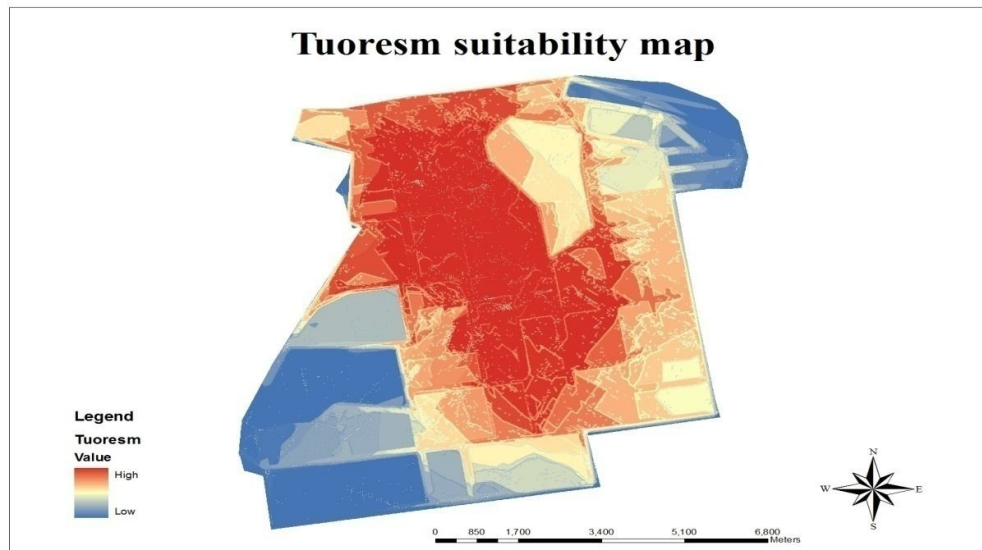 Tuoresm suitability map
Legend
Tuoresm
Value
High
Low
N
W E
S
0 850 1,700 3,400 5,100 6,800
Meters